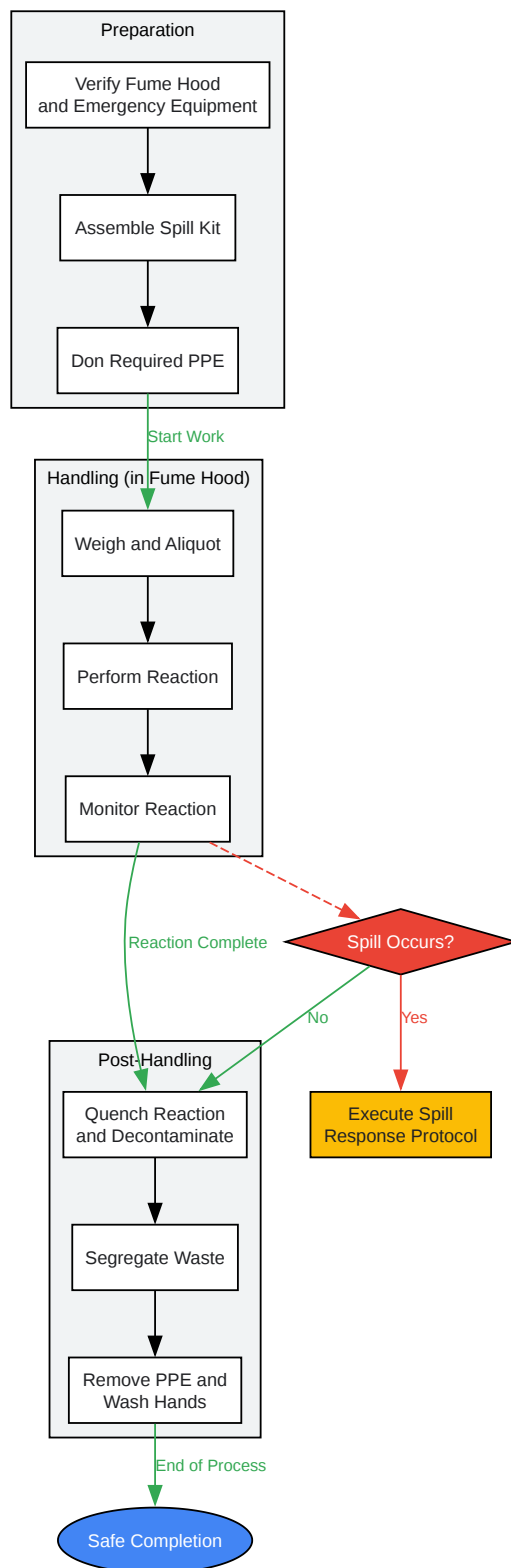 Preparation
Verify Fume Hood
and Emergency Equipment
Assemble Spill Kit
Don Required PPE
Start Work
Handling (in Fume Hood)
Weigh and Aliquot
Perform Reaction
Monitor Reaction
Reaction Complete
Spill Occurs?
No
Yes
Post-Handling
Quench Reaction
and Decontaminate
Execute Spill
Response Protocol
Segregate Waste
Remove PPE and
Wash Hands
End of Process
Safe Completion